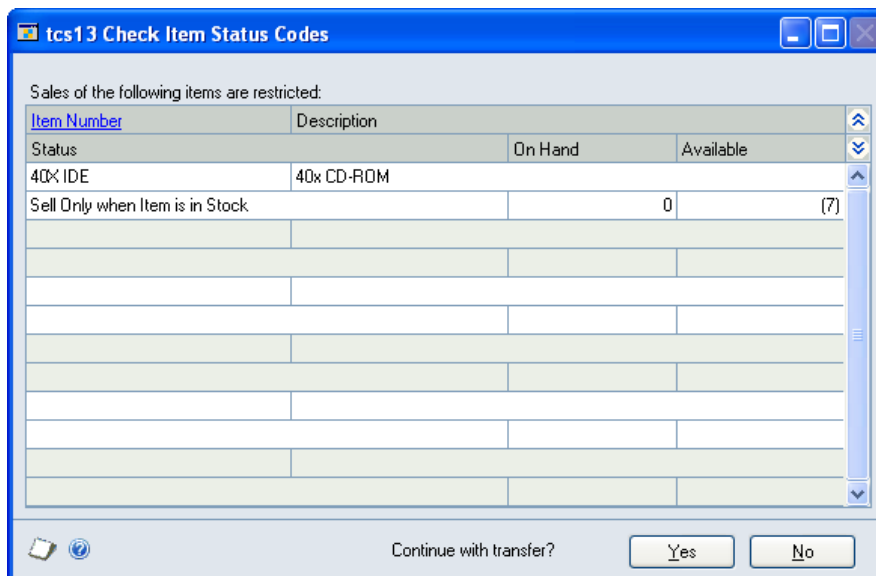 tcs13 Check Item Status Codes
Sales of the following items are restricted:
Item Number Description
Status On Hand Available
40X IDE 40x CD-ROM
Sell Only when Item is in Stock 0 (7)
Continue with transfer? Yes No